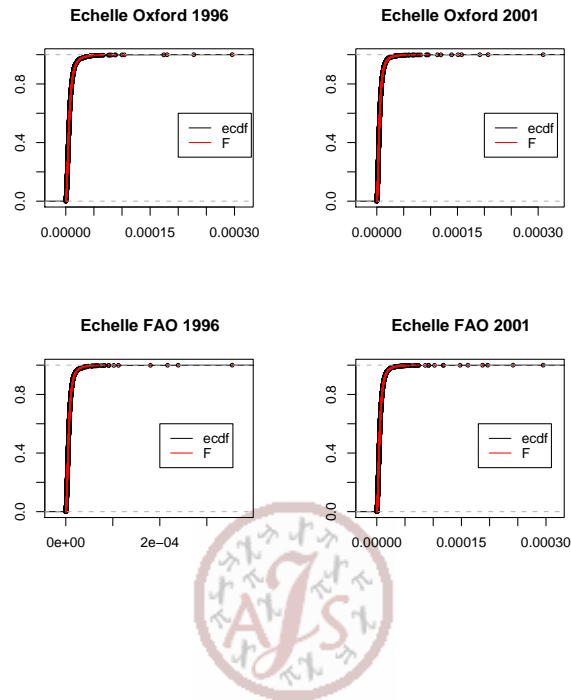 Echelle Oxford 1996
0.0 0.4 0.8
ecdf
F
0.00000 0.00015 0.00030
Echelle Oxford 2001
0.0 0.4 0.8
ecdf
F
0.00000 0.00015 0.00030
Echelle FAO 1996
0.0 0.4 0.8
ecdf
F
0e+00 2e−04
Echelle FAO 2001
0.0 0.4 0.8
ecdf
F
0.00000 0.00015 0.00030
AJS